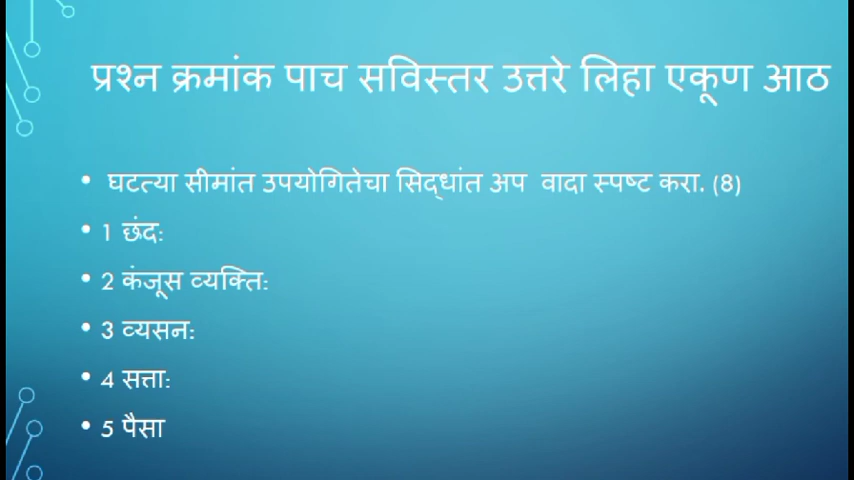 प्रश्न क्रमांक पाच सविस्तर उत्तरे लिहा एकूण आठ
• घटत्या सीमांत उपयोगितेचा सिद्धांत अप वादा स्पष्ट करा. (8)
• 1 छंद:
• 2 कंजूस व्यक्ति:
• 3 व्यसन:
• 4 सत्ता:
• 5 पैसा